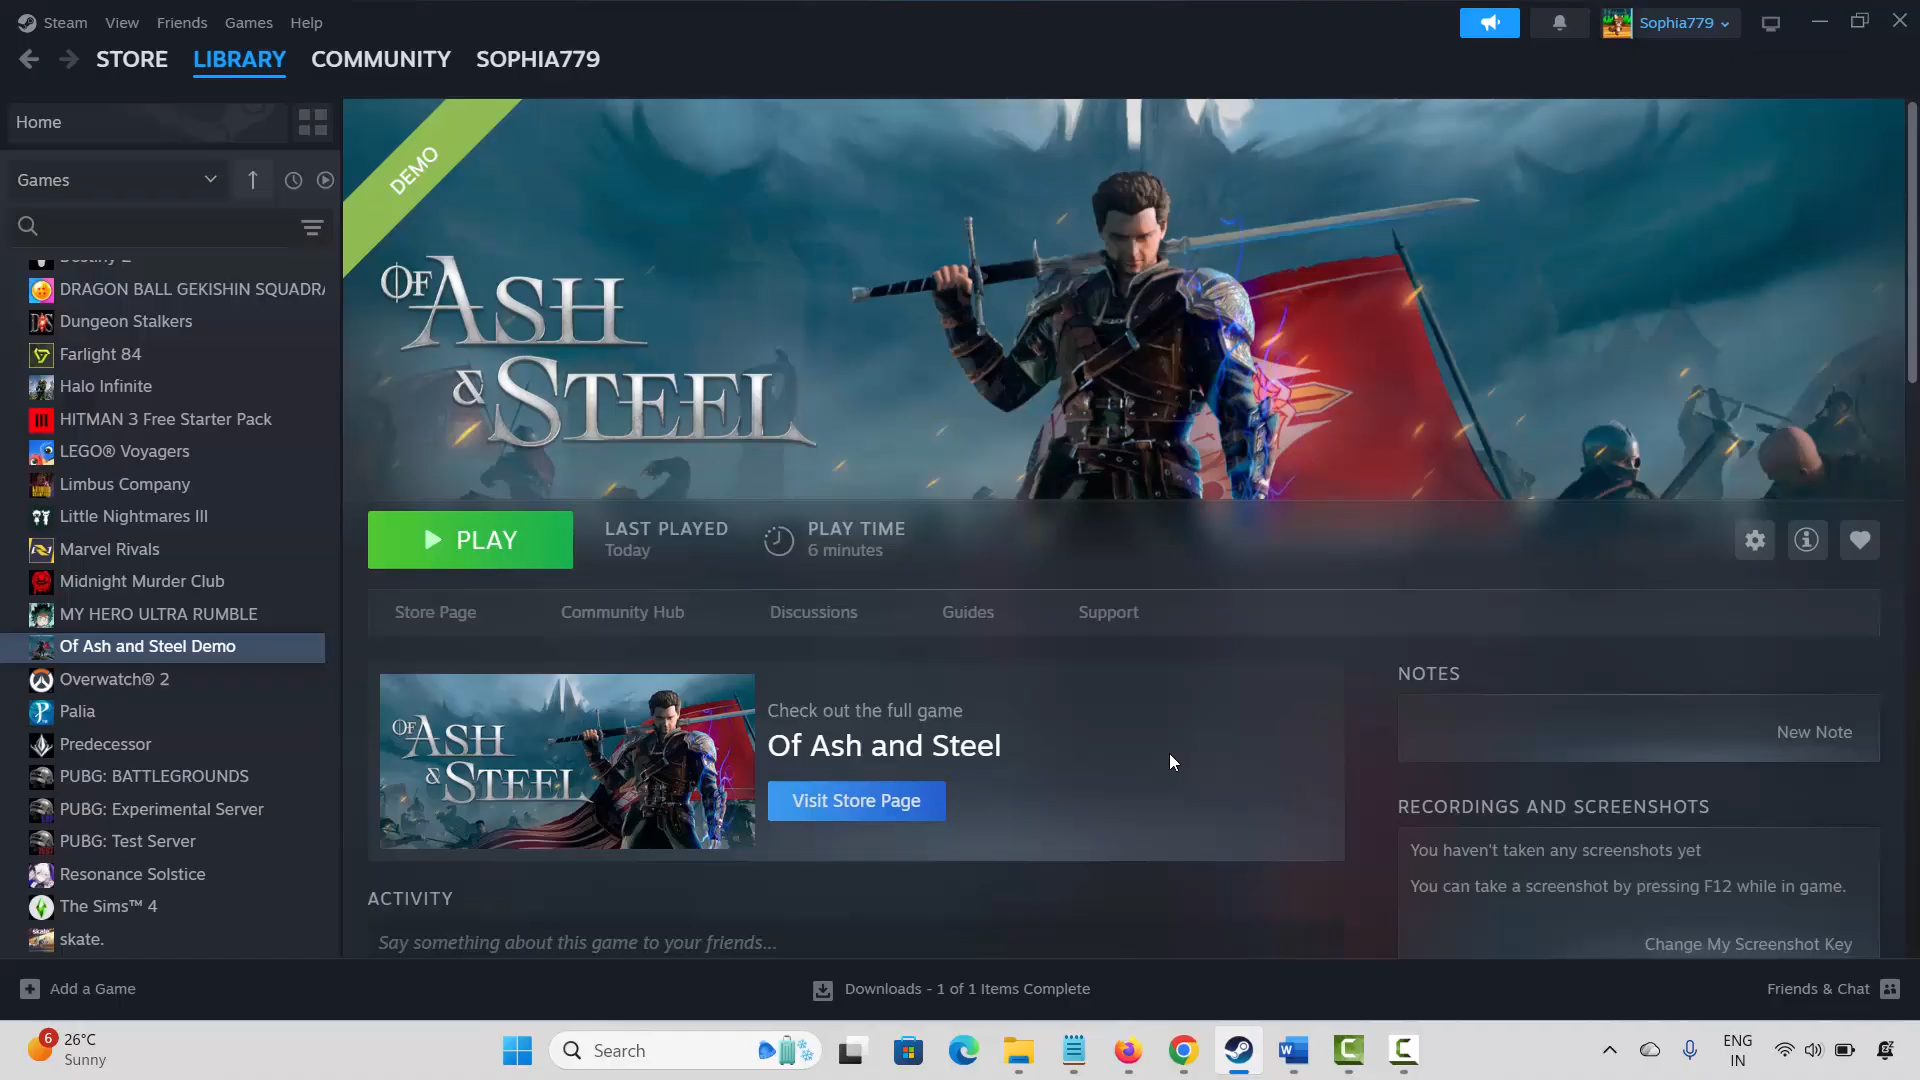 Steam View Friends Games Help
Sophia779
STORE LIBRARY COMMUNITY SOPHIA779
Home
Games
Destiny 2
DRAGON BALL GEKISHIN SQUADRA
Dungeon Stalkers
Farlight 84
Halo Infinite
HITMAN 3 Free Starter Pack
LEGO® Voyagers
Limbus Company
Little Nightmares III
Marvel Rivals
Midnight Murder Club
MY HERO ULTRA RUMBLE
Of Ash and Steel Demo
Overwatch® 2
Palia
Predecessor
PUBG: BATTLEGROUNDS
PUBG: Experimental Server
PUBG: Test Server
Resonance Solstice
The Sims™ 4
skate.
DEMO
OF ASH
& STEEL
PLAY
LAST PLAYED
Today
PLAY TIME
6 minutes
Store Page Community Hub Discussions Guides Support
OF ASH
& STEEL
Check out the full game
Of Ash and Steel
Visit Store Page
ACTIVITY
Say something about this game to your friends...
NOTES
New Note
RECORDINGS AND SCREENSHOTS
You haven't taken any screenshots yet
You can take a screenshot by pressing F12 while in game.
Change My Screenshot Key
Add a Game
Downloads - 1 of 1 Items Complete
Friends & Chat
6
26°C
Sunny
Search
ENG
IN